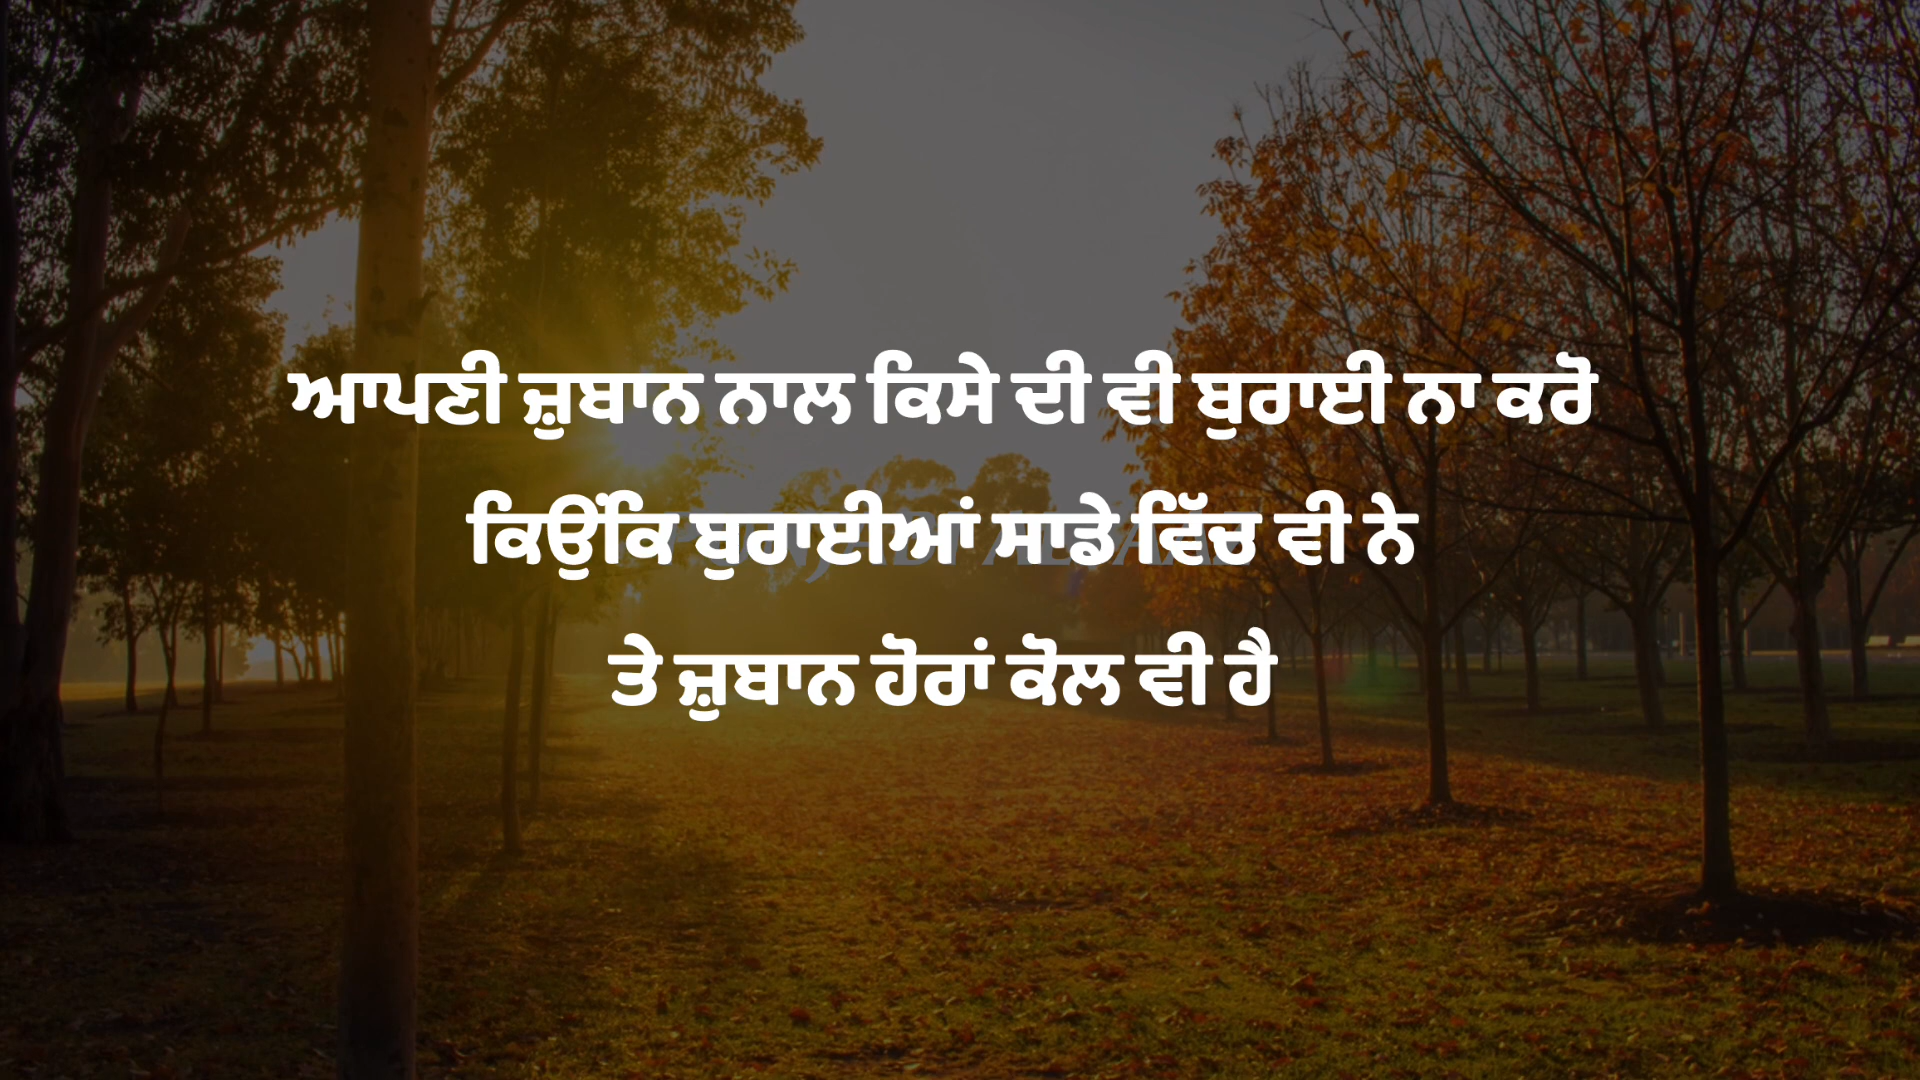 ਆਪਣੀ ਜ਼ੁਬਾਨ ਨਾਲ ਕਿਸੇ ਦੀ ਵੀ ਬੁਰਾਈ ਨਾ ਕਰੋ
ਕਿਉਂਕਿ ਬੁਰਾਈਆਂ ਸਾਡੇ ਵਿੱਚ ਵੀ ਨੇ
ਤੇ ਜ਼ੁਬਾਨ ਹੋਰਾਂ ਕੋਲ ਵੀ ਹੈ